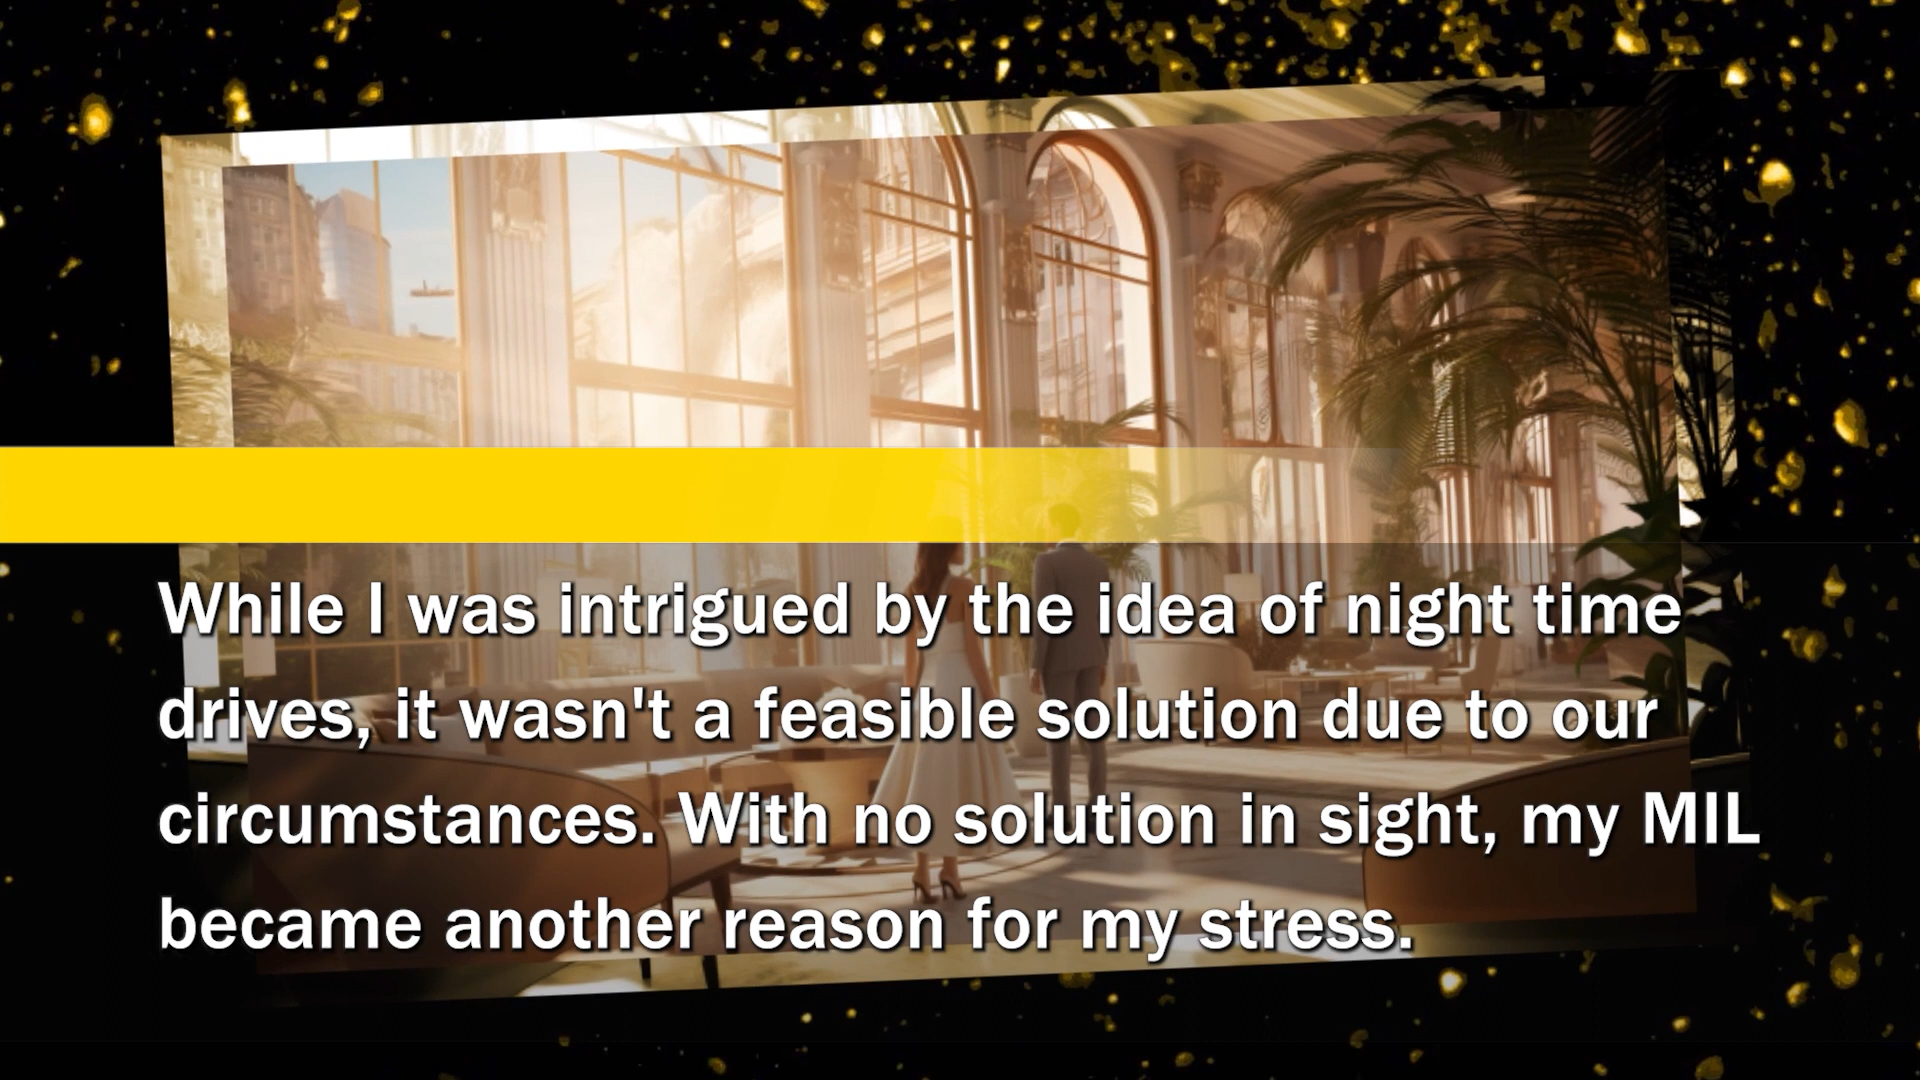 While I was intrigued by the idea of night time
drives, it wasn't a feasible solution due to our
circumstances. With no solution in sight, my MIL
became another reason for my stress.